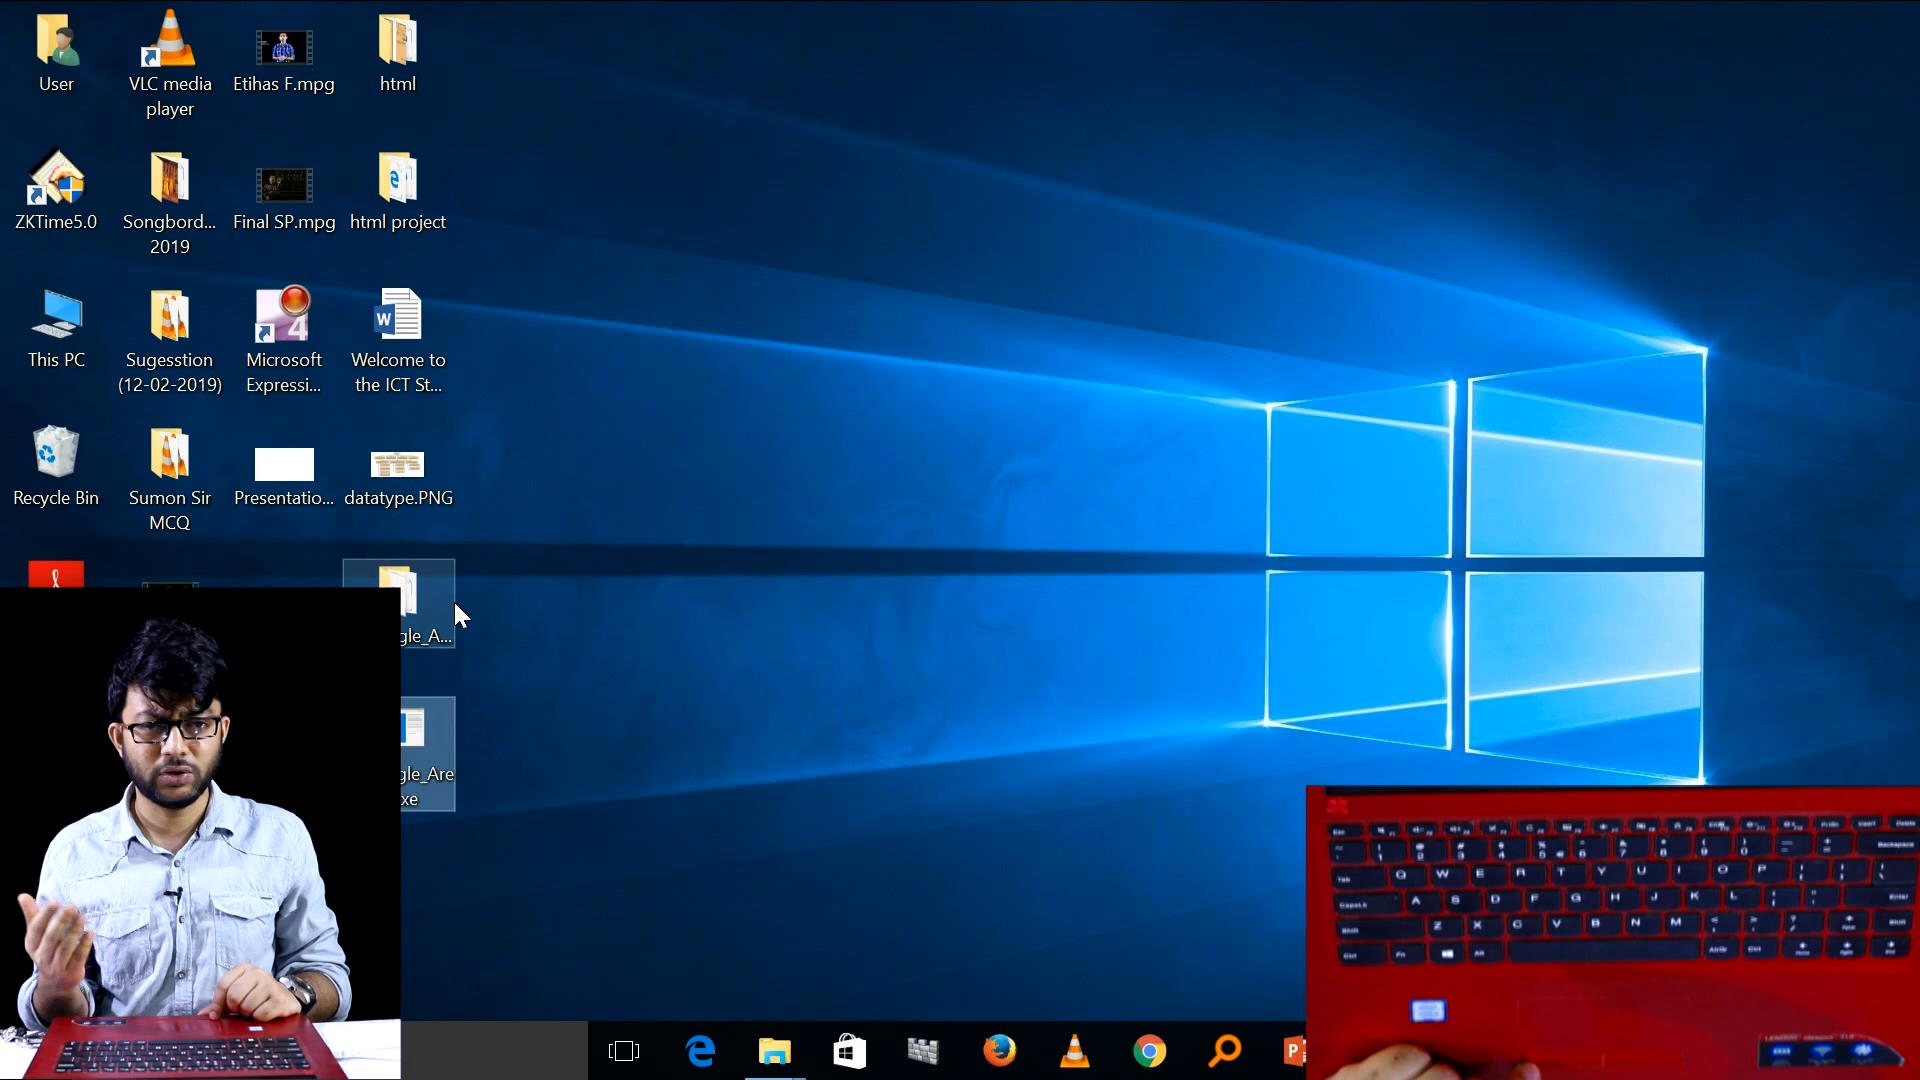 User
VLC media
player
Etihas F.mpg
html
ZKTime5.0
Songbord...
2019
Final SP.mpg
html project
This PC
Sugesstion
(12-02-2019)
4
Microsoft
Expressi...
W
Welcome to
the ICT St...
Recycle Bin
Sumon Sir
MCQ
Presentatio...
datatype.PNG
gle_A...
gle_Are
xe
P
Q W E R T Y U I O P
A S D F G H J K L
Z X C V B N M